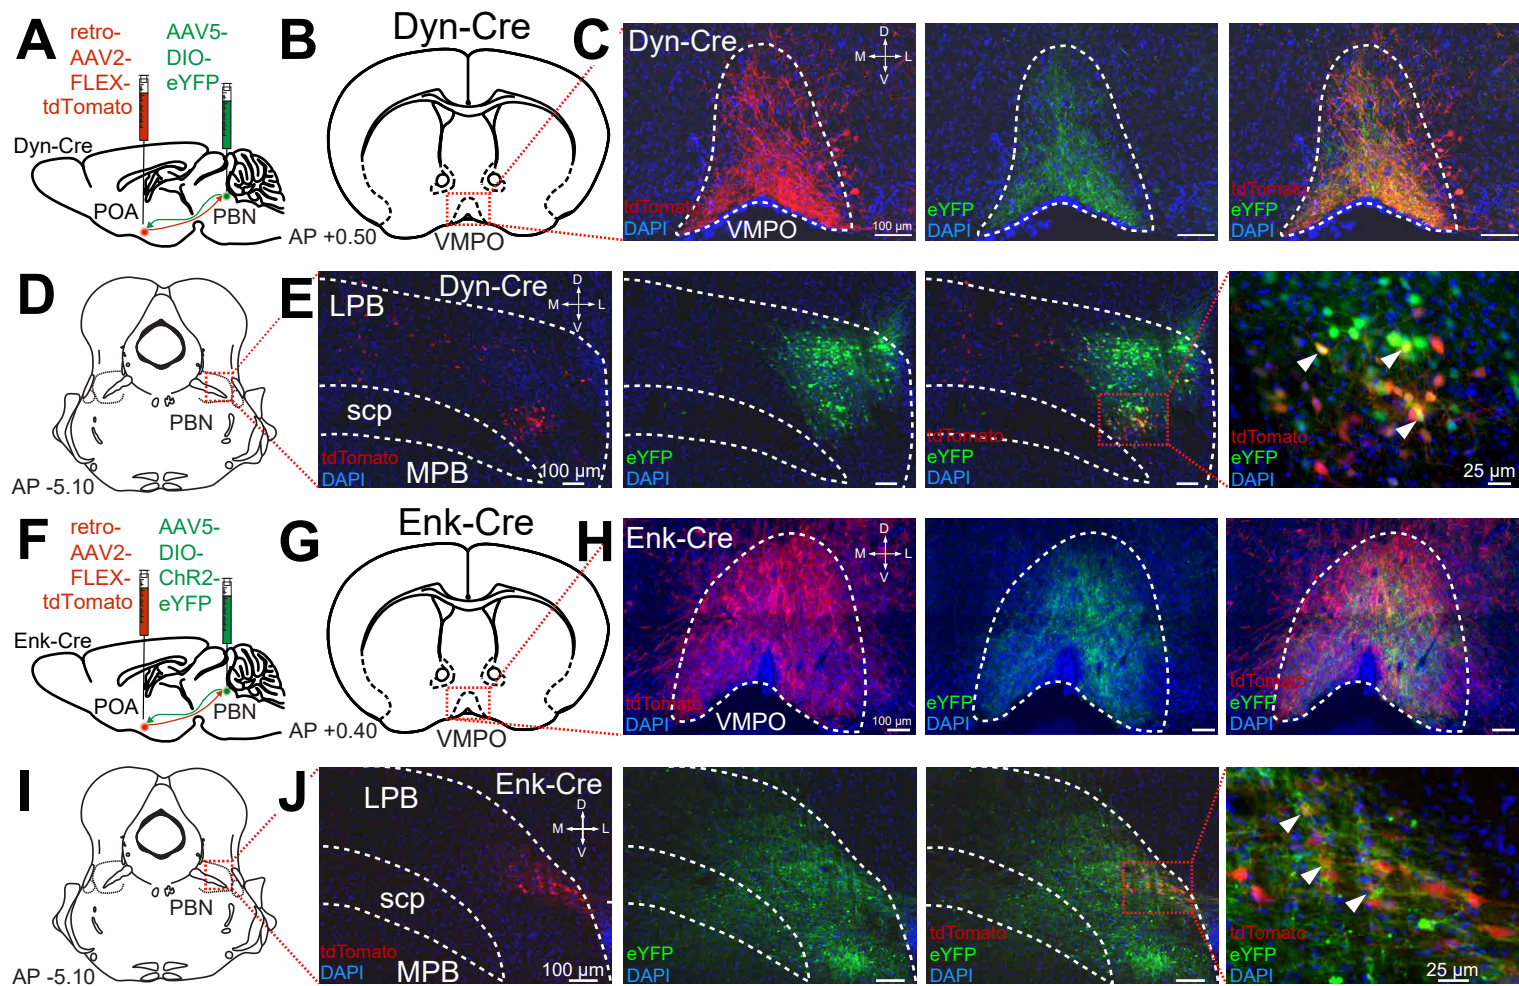 A
retro-
AAV2-
FLEX-
tdTomato
AAV5-
DIO-
eYFP
Dyn-Cre
POA
PBN
B
Dyn-Cre
AP +0.50
VMPO
C
Dyn-Cre
D
M
L
V
tdTomato
DAPI
VMPO
100 µm
eYFP
DAPI
tdTomato
eYFP
DAPI
D
PBN
AP -5.10
E
Dyn-Cre
LPB
D
M
L
V
scp
tdTomato
DAPI
MPB
100 µm
eYFP
DAPI
tdTomato
eYFP
DAPI
tdTomato
eYFP
DAPI
25 µm
F
retro-
AAV2-
FLEX-
tdTomato
AAV5-
DIO-
ChR2-
eYFP
Enk-Cre
POA
PBN
G
Enk-Cre
AP +0.40
VMPO
H
Enk-Cre
D
M
L
V
tdTomato
DAPI
VMPO
100 µm
eYFP
DAPI
tdTomato
eYFP
DAPI
I
PBN
AP -5.10
J
Enk-Cre
LPB
D
M
L
V
scp
tdTomato
DAPI
MPB
100 µm
eYFP
DAPI
tdTomato
eYFP
DAPI
tdTomato
eYFP
DAPI
25 µm